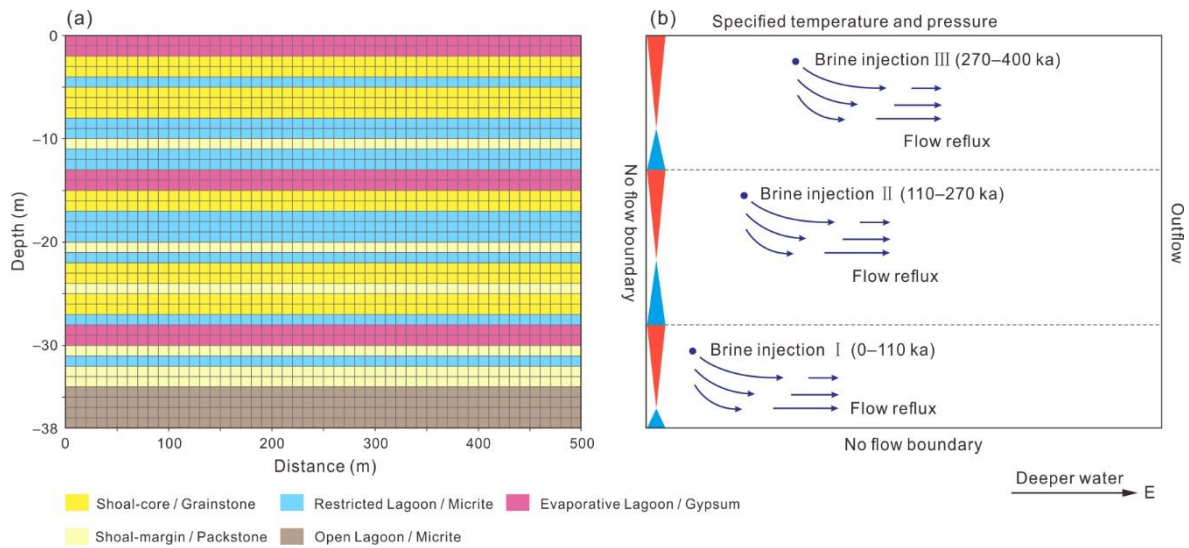 (a)
0
–10
–20
–30
–38
Depth (m)
0
100
200
300
400
500
Distance (m)
Shoal-core / Grainstone
Restricted Lagoon / Micrite
Evaporative Lagoon / Gypsum
Shoal-margin / Packstone
Open Lagoon / Micrite
(b)
Specified temperature and pressure
Brine injection Ⅲ (270–400 ka)
Flow reflux
No flow boundary
Brine injection Ⅱ (110–270 ka)
Flow reflux
Outflow
Brine injection Ⅰ (0–110 ka)
Flow reflux
No flow boundary
Deeper water
E